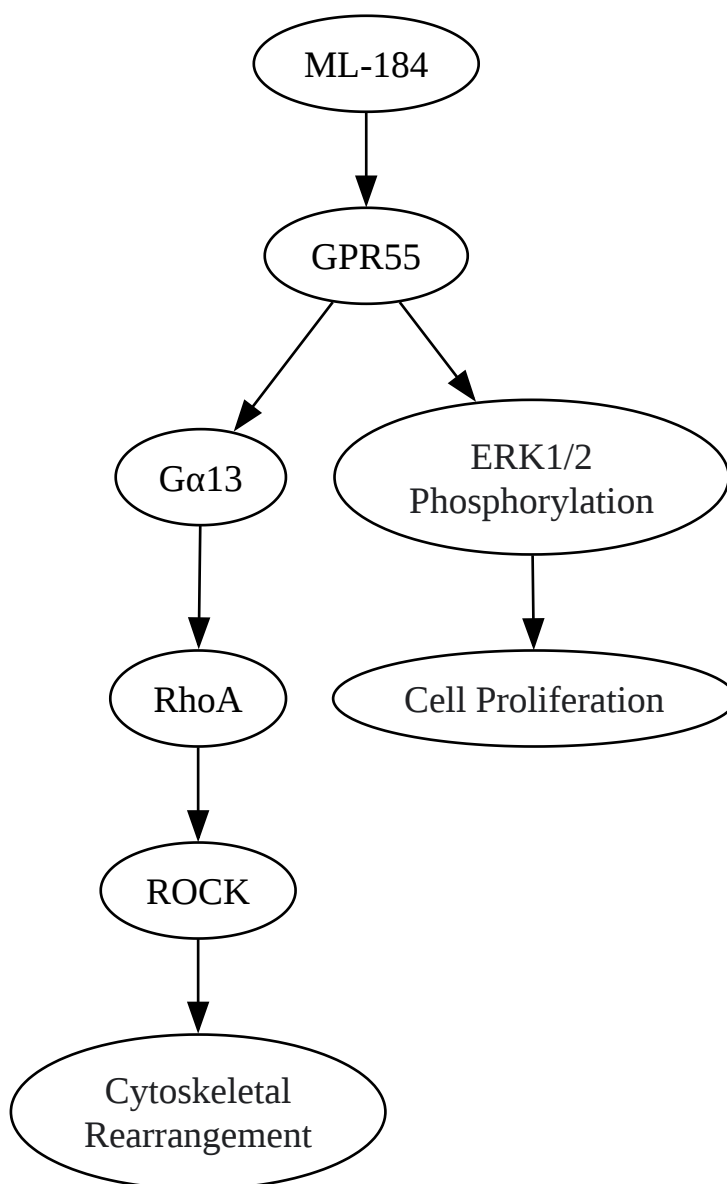 ML-184
GPR55
Gα13
ERK1/2
Phosphorylation
RhoA
Cell Proliferation
ROCK
Cytoskeletal
Rearrangement